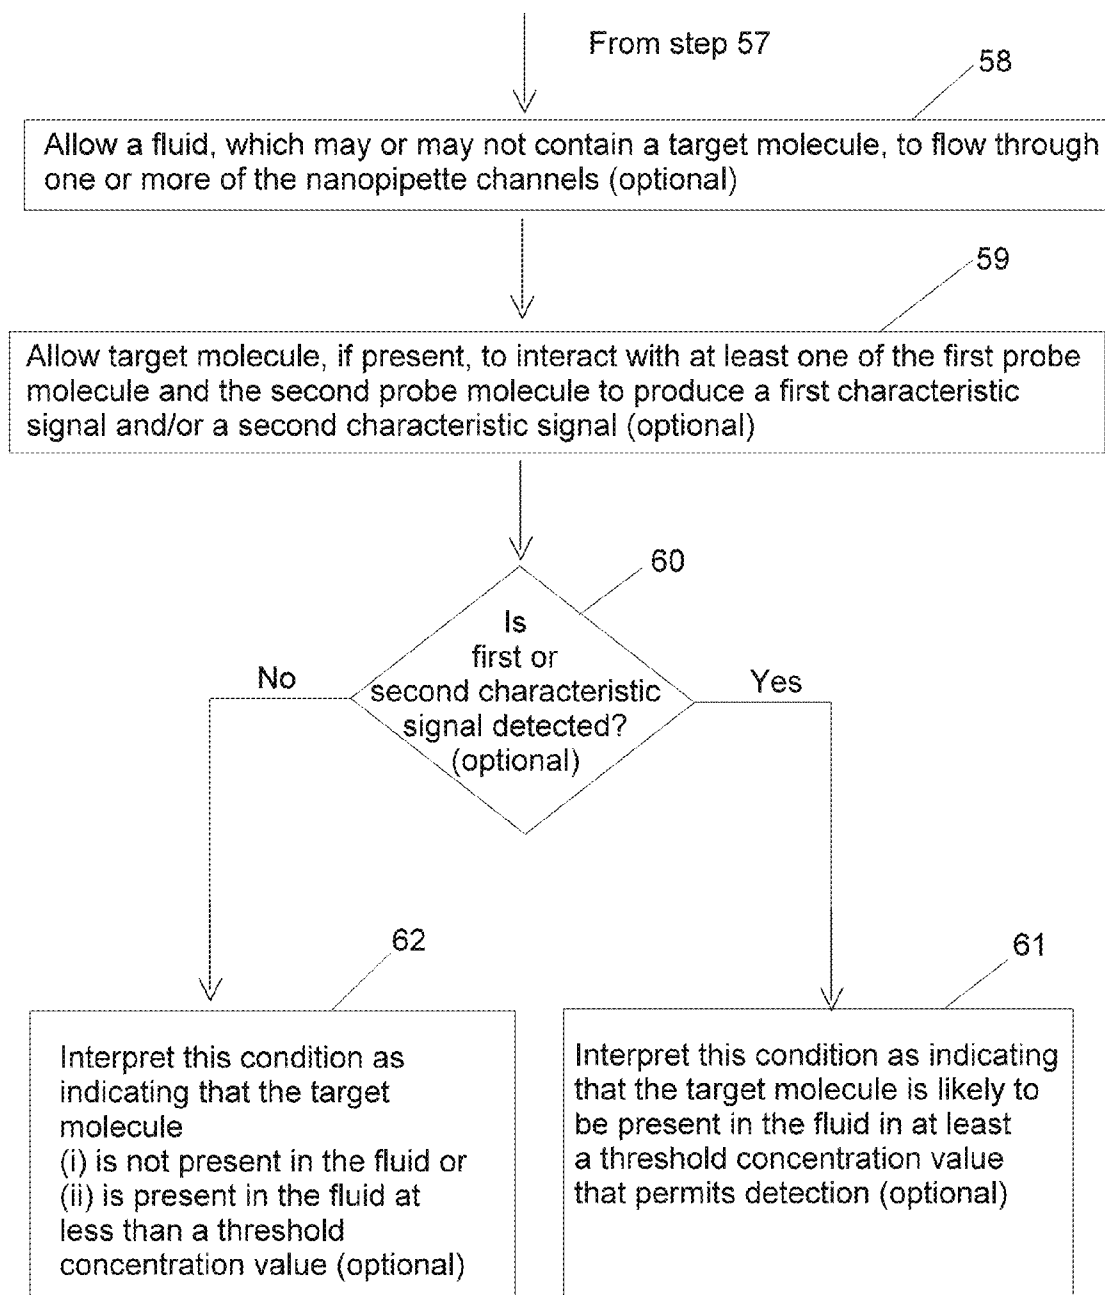 From step 57
58
Allow a fluid, which may or may not contain a target molecule, to flow through
one or more of the nanopipette channels (optional)
59
Allow target molecule, if present, to interact with at least one of the first probe
molecule and the second probe molecule to produce a first characteristic
signal and/or a second characteristic signal (optional)
60
Is
first or
second characteristic
signal detected?
(optional)
No
Yes
62
Interpret this condition as
indicating that the target
molecule
(i) is not present in the fluid or
(ii) is present in the fluid at
less than a threshold
concentration value (optional)
61
Interpret this condition as indicating
that the target molecule is likely to
be present in the fluid in at least
a threshold concentration value
that permits detection (optional)